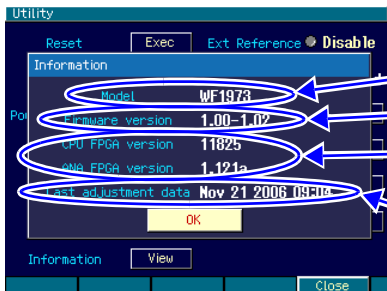 Utility
Reset Exec Ext Reference Disable
Information
Model WF1973
Po
Firmware version 1.00-1.02
CPU FPGA version 11825
ANA FPGA version 1.121a
Last adjustment data Nov 21 2006 09:04
OK
Information View
Close